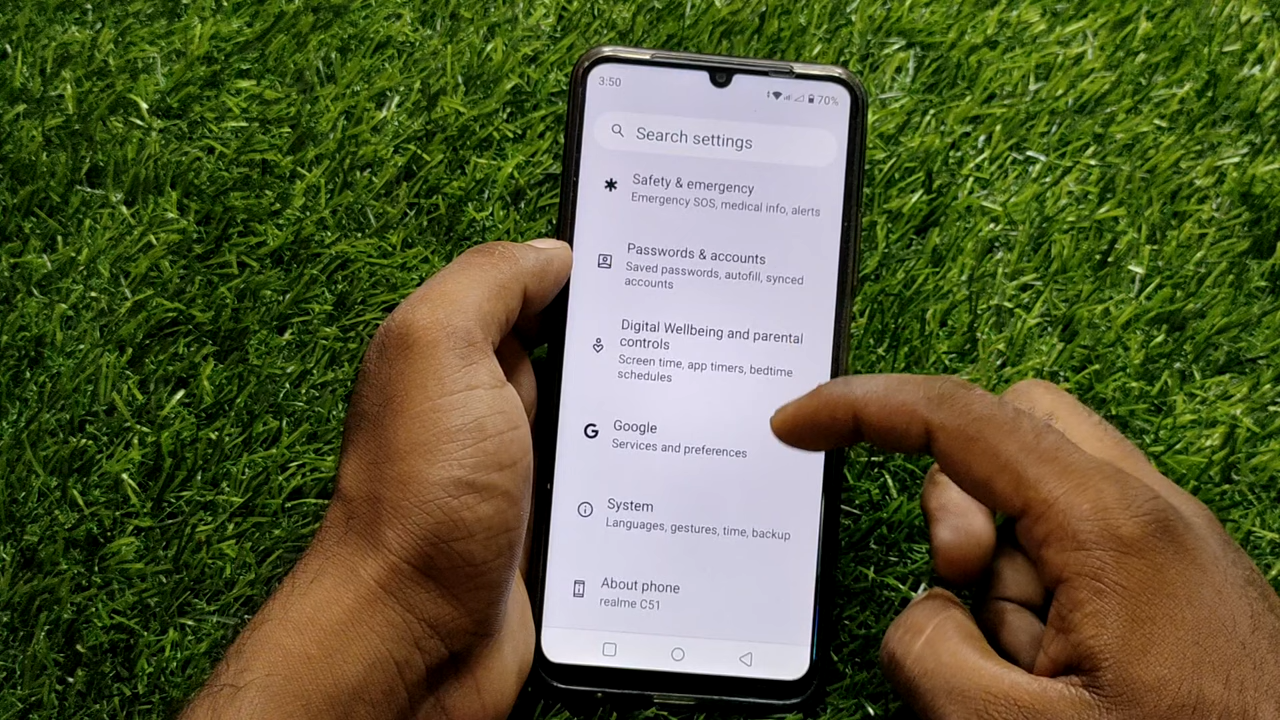 3:50
70%
Search settings
Safety & emergency
Emergency SOS, medical info, alerts
Passwords & accounts
Saved passwords, autofill, synced
accounts
Digital Wellbeing and parental
controls
Screen time, app timers, bedtime
schedules
Google
Services and preferences
System
Languages, gestures, time, backup
About phone
realme C51